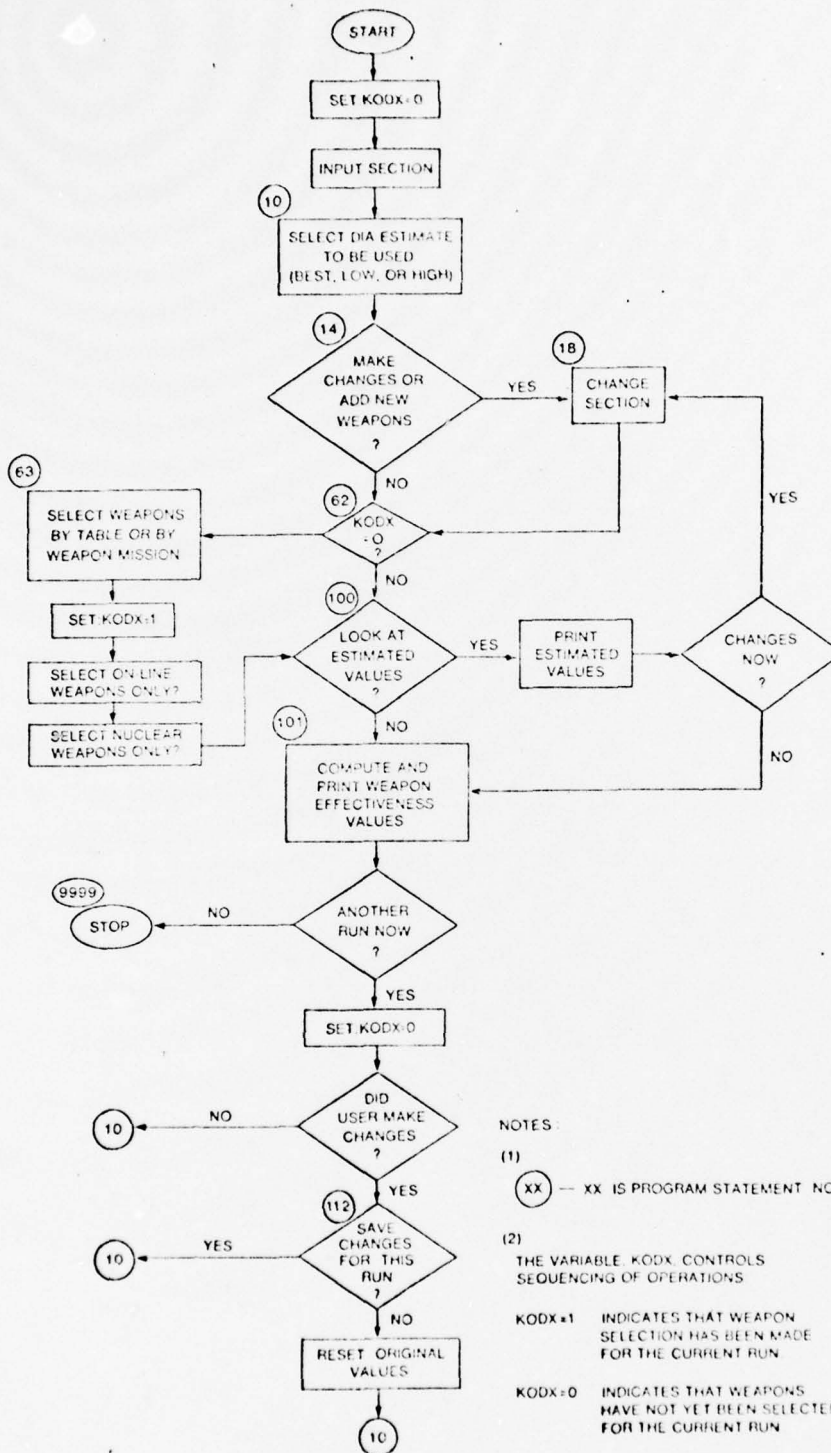 START
SET KODX=0
INPUT SECTION
10
SELECT DIA ESTIMATE
TO BE USED
(BEST, LOW, OR HIGH)
14
MAKE
CHANGES OR
ADD NEW
WEAPONS
?
YES
18
CHANGE
SECTION
NO
YES
63
SELECT WEAPONS
BY TABLE OR BY
WEAPON MISSION
62
KODX
=0
?
NO
SET KODX=1
SELECT ON-LINE
WEAPONS ONLY?
SELECT NUCLEAR
WEAPONS ONLY?
100
LOOK AT
ESTIMATED
VALUES
?
YES
PRINT
ESTIMATED
VALUES
CHANGES
NOW
?
NO
NO
101
COMPUTE AND
PRINT WEAPON
EFFECTIVENESS
VALUES
9999
STOP
NO
ANOTHER
RUN NOW
?
YES
SET KODX=0
10
NO
DID
USER MAKE
CHANGES
?
YES
112
10
YES
SAVE
CHANGES
FOR THIS
RUN
?
NO
RESET ORIGINAL
VALUES
10
NOTES:
(1)
XX -- XX IS PROGRAM STATEMENT NO
(2)
THE VARIABLE, KODX, CONTROLS
SEQUENCING OF OPERATIONS
KODX=1 INDICATES THAT WEAPON
SELECTION HAS BEEN MADE
FOR THE CURRENT RUN
KODX=0 INDICATES THAT WEAPONS
HAVE NOT YET BEEN SELECTED
FOR THE CURRENT RUN